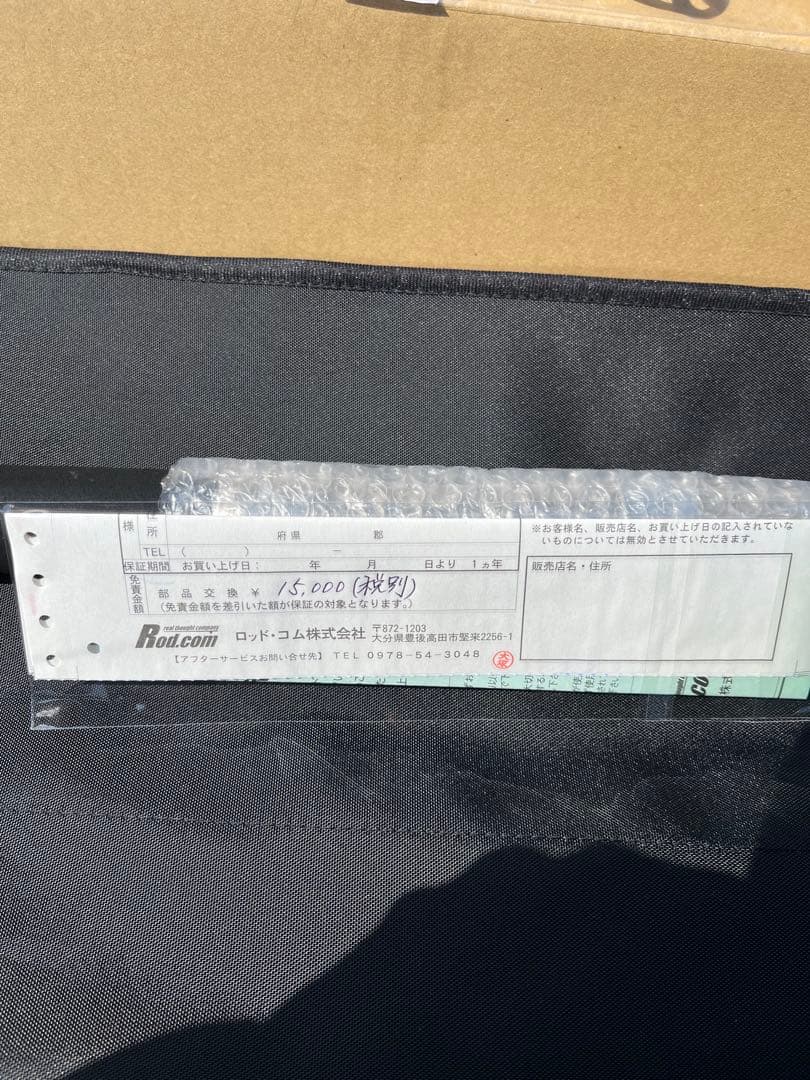 様
住所
府県 郡
TEL ( ) −
保証期間 お買い上げ日： 年 月 日より 1ヵ年
免責金額
部品交換 ¥ 15,000(税別)
(免責金額を差引いた額が保証の対象となります。)
real thought company
Rod.com
ロッド・コム株式会社
〒872-1203
大分県豊後高田市堅来2256-1
【アフターサービスお問い合せ先】 TEL 0978-54-3048
※お客様名、販売店名、お買い上げ日の記入されていな
いものについては無効とさせていただきます。
販売店名・住所